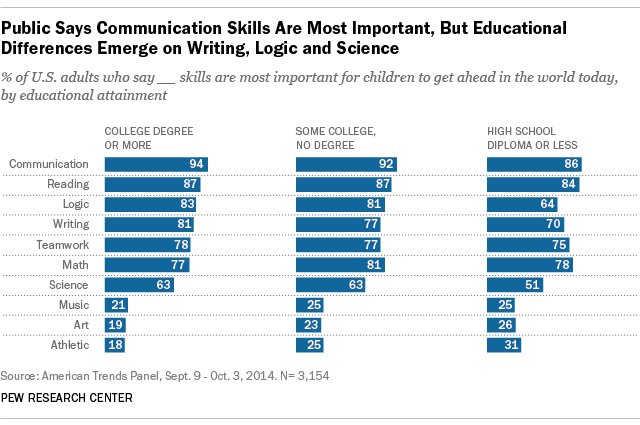 Public Says Communication Skills Are Most Important, But Educational
Differences Emerge on Writing, Logic and Science
% of U.S. adults who say __ skills are most important for children to get ahead in the world today,
by educational attainment
COLLEGE DEGREE OR MORE SOME COLLEGE, NO DEGREE HIGH SCHOOL DIPLOMA OR LESS
Communication 94 92 86
Reading 87 87 84
Logic 83 81 64
Writing 81 77 70
Teamwork 78 77 75
Math 77 81 78
Science 63 63 51
Music 21 25 25
Art 19 23 26
Athletic 18 25 31
Source: American Trends Panel, Sept. 9 - Oct. 3, 2014. N= 3,154
PEW RESEARCH CENTER